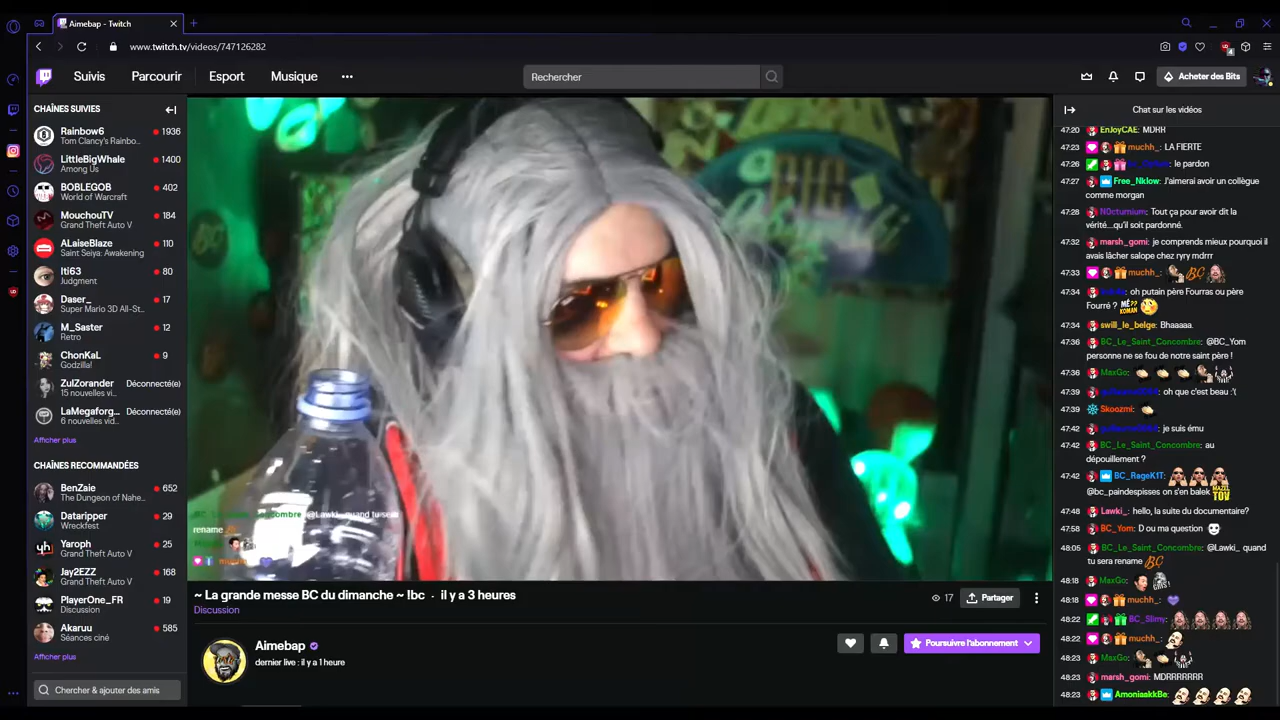 Aimebap - Twitch
www.twitch.tv/videos/747126282
Suivis
Parcourir
Esport
Musique
Rechercher
Acheter des Bits
CHAÎNES SUIVIES
Rainbow6
1936
Tom Clancy's Rainbo...
LittleBigWhale
1400
Among Us
BOBLEGOB
402
World of Warcraft
MouchouTV
184
Grand Theft Auto V
ALaiseBlaze
110
Saint Seiya: Awakening
Iti63
80
Judgment
Daser_
17
Super Mario 3D All-St...
M_Saster
12
Retro
ChonKaL
9
Godzilla!
ZulZorander
Déconnecté(e)
15 nouvelles vid...
LaMegaforg...
Déconnecté(e)
6 nouvelles vid...
Afficher plus
CHAÎNES RECOMMANDÉES
BenZaie
652
The Dungeon of Nahe...
Dataripper
29
Wreckfest
Yaroph
25
Grand Theft Auto V
Jay2EZZ
168
Grand Theft Auto V
PlayerOne_FR
19
Discussion
Akaruu
585
Séances ciné
Afficher plus
Chercher & ajouter des amis
rename
~ La grande messe BC du dimanche ~ !bc · il y a 3 heures
Discussion
17
Partager
Aimebap
dernier live : il y a 1 heure
Poursuivre l'abonnement
Chat sur les vidéos
47:20 EnJoyCAE: MDRR
47:23 muchh_: LA FIERTE
47:26 le pardon
47:27 Free_Nklow: J'aimerai avoir un collègue
comme morgan
47:28 N0cturnium: Tout ça pour avoir dit la
vérité...qu'il soit pardonné.
47:32 marsh_gomi: je comprends mieux pourquoi il
avais lâcher salope chez ryry mdrrr
47:33 muchh_:
47:34 oh putain père Fourras ou père
Fourré ?
47:34 swill_le_belge: Bhaaaaa.
47:36 BC_Le_Saint_Concombre: @BC_Yom
personne ne se fou de notre saint père !
47:36 MaxGo:
47:39 oh que c'est beau :'(
47:39 Skoozmi:
47:42 je suis ému
47:42 BC_Le_Saint_Concombre: au
dépouillement ?
47:42 BC_RageK1T:
@bc_paindespisses on s'en balek MAZEL TOV
47:48 Lawki_: hello, la suite du documentaire?
47:58 BC_Yom: D ou ma question
48:05 BC_Le_Saint_Concombre: @Lawki_ quand
tu sera rename
48:18 MaxGo:
48:18 muchh_:
48:22 BC_Slimy:
48:22 muchh_:
48:23 MaxGo:
48:23 marsh_gomi: MDRRRRRRR
48:23 AmoniaakkBe: